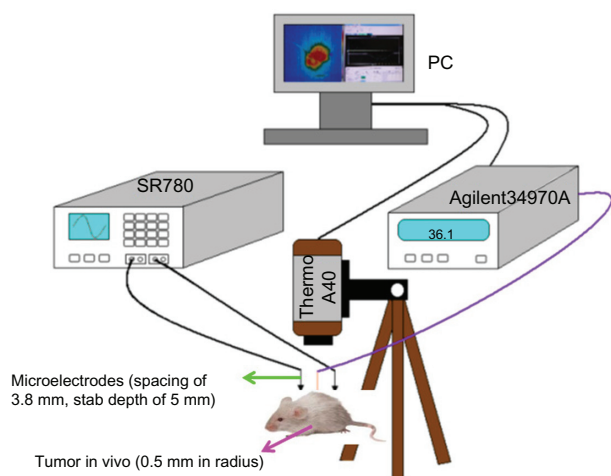 PC
SR780
Agilent34970A
36.1
Thermo
A40
Microelectrodes (spacing of
3.8 mm, stab depth of 5 mm)
Tumor in vivo (0.5 mm in radius)